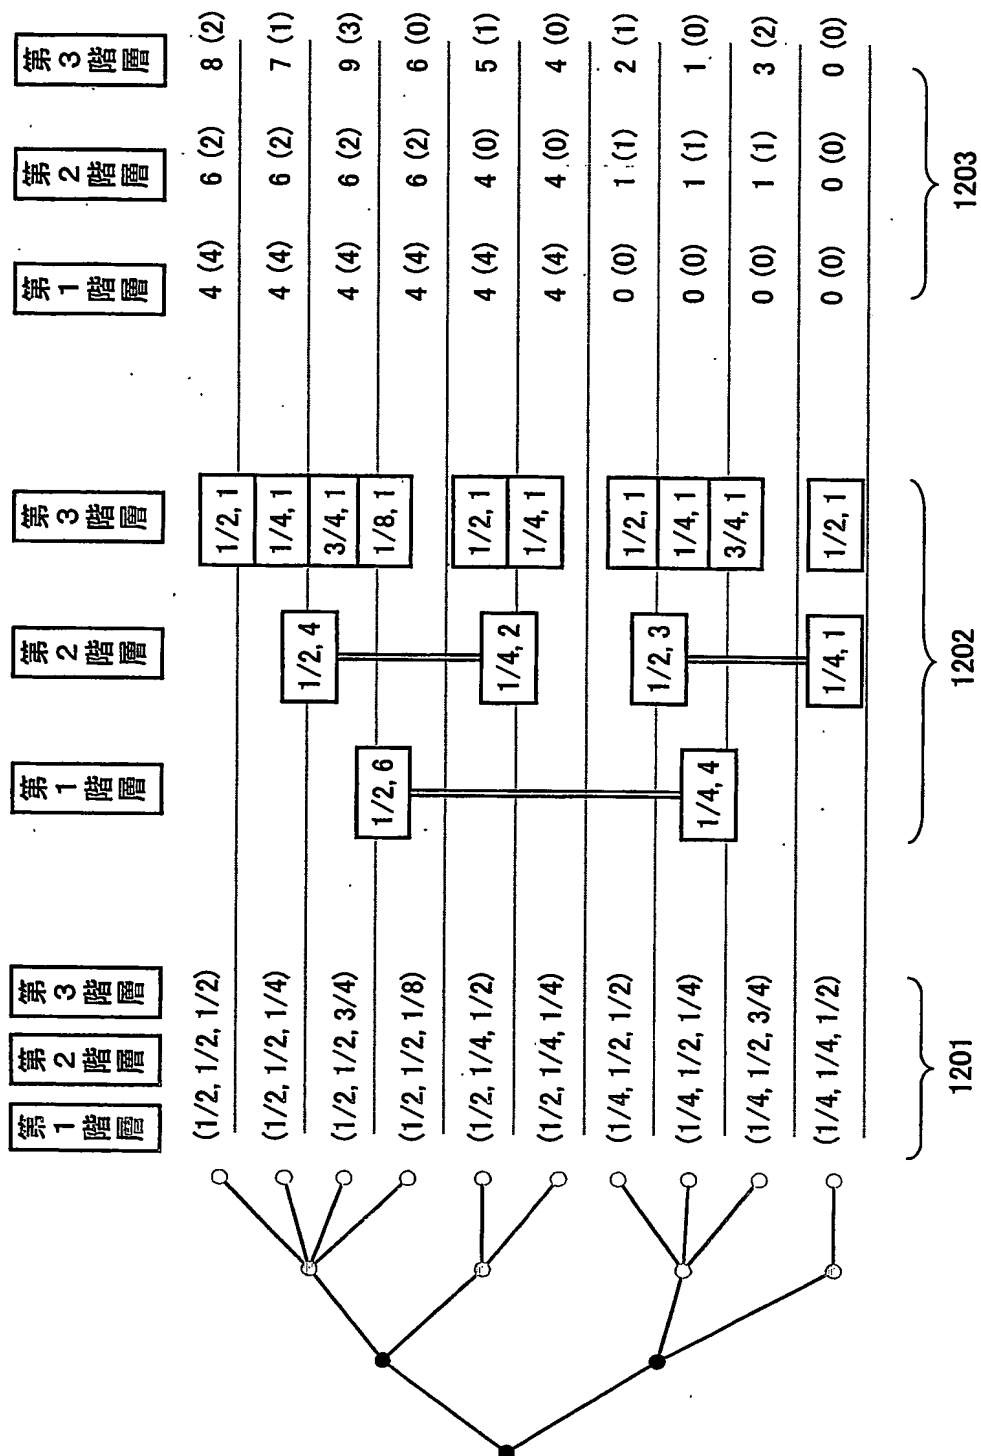 第1階層 第2階層 第3階層 第1階層 第2階層 第3階層 第1階層 第2階層 第3階層
(1/2, 1/2, 1/2) 1/2, 1 4 (4) 6 (2) 8 (2)
(1/2, 1/2, 1/4) 1/4, 1 4 (4) 6 (2) 7 (1)
1/2, 4
(1/2, 1/2, 3/4) 3/4, 1 4 (4) 6 (2) 9 (3)
1/2, 6
(1/2, 1/2, 1/8) 1/8, 1 4 (4) 6 (2) 6 (0)
(1/2, 1/4, 1/2) 1/2, 1 4 (4) 4 (0) 5 (1)
1/4, 2
(1/2, 1/4, 1/4) 1/4, 1 4 (4) 4 (0) 4 (0)
(1/4, 1/2, 1/2) 1/2, 1 0 (0) 1 (1) 2 (1)
1/2, 3
(1/4, 1/2, 1/4) 1/4, 1 0 (0) 1 (1) 1 (0)
1/4, 4
(1/4, 1/2, 3/4) 3/4, 1 0 (0) 1 (1) 3 (2)
(1/4, 1/4, 1/2) 1/4, 1 1/2, 1 0 (0) 0 (0) 0 (0)
1201 1202 1203